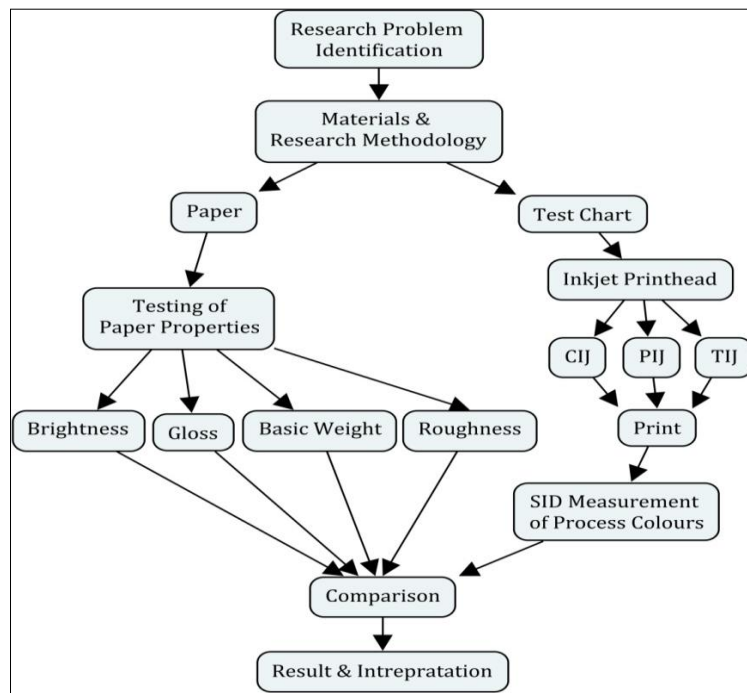 Research Problem
Identification
Materials &
Research Methodology
Paper
Test Chart
Testing of
Paper Properties
Inkjet Printhead
CIJ
PIJ
TIJ
Brightness
Gloss
Basic Weight
Roughness
Print
SID Measurement
of Process Colours
Comparison
Result & Intrepratation